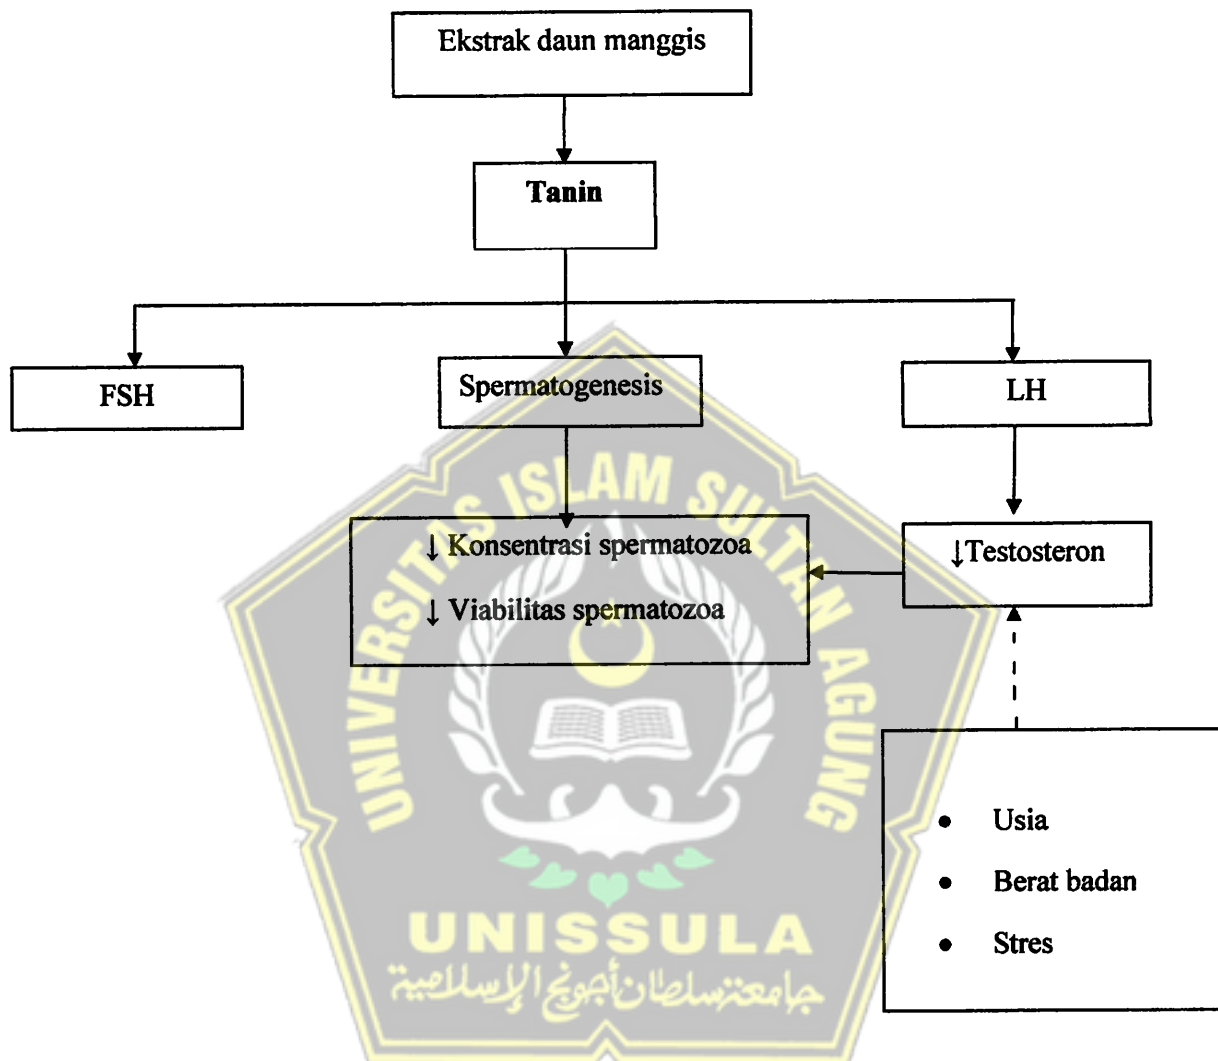 Ekstrak daun manggis
Tanin
FSH
Spermatogenesis
LH
↓ Konsentrasi spermatozoa
↓ Viabilitas spermatozoa
↓Testosteron
• Usia
• Berat badan
• Stres
UNIVERSITAS ISLAM SULTAN AGUNG
UNISSULA
جامعة سلطان أجونج الإسلامية